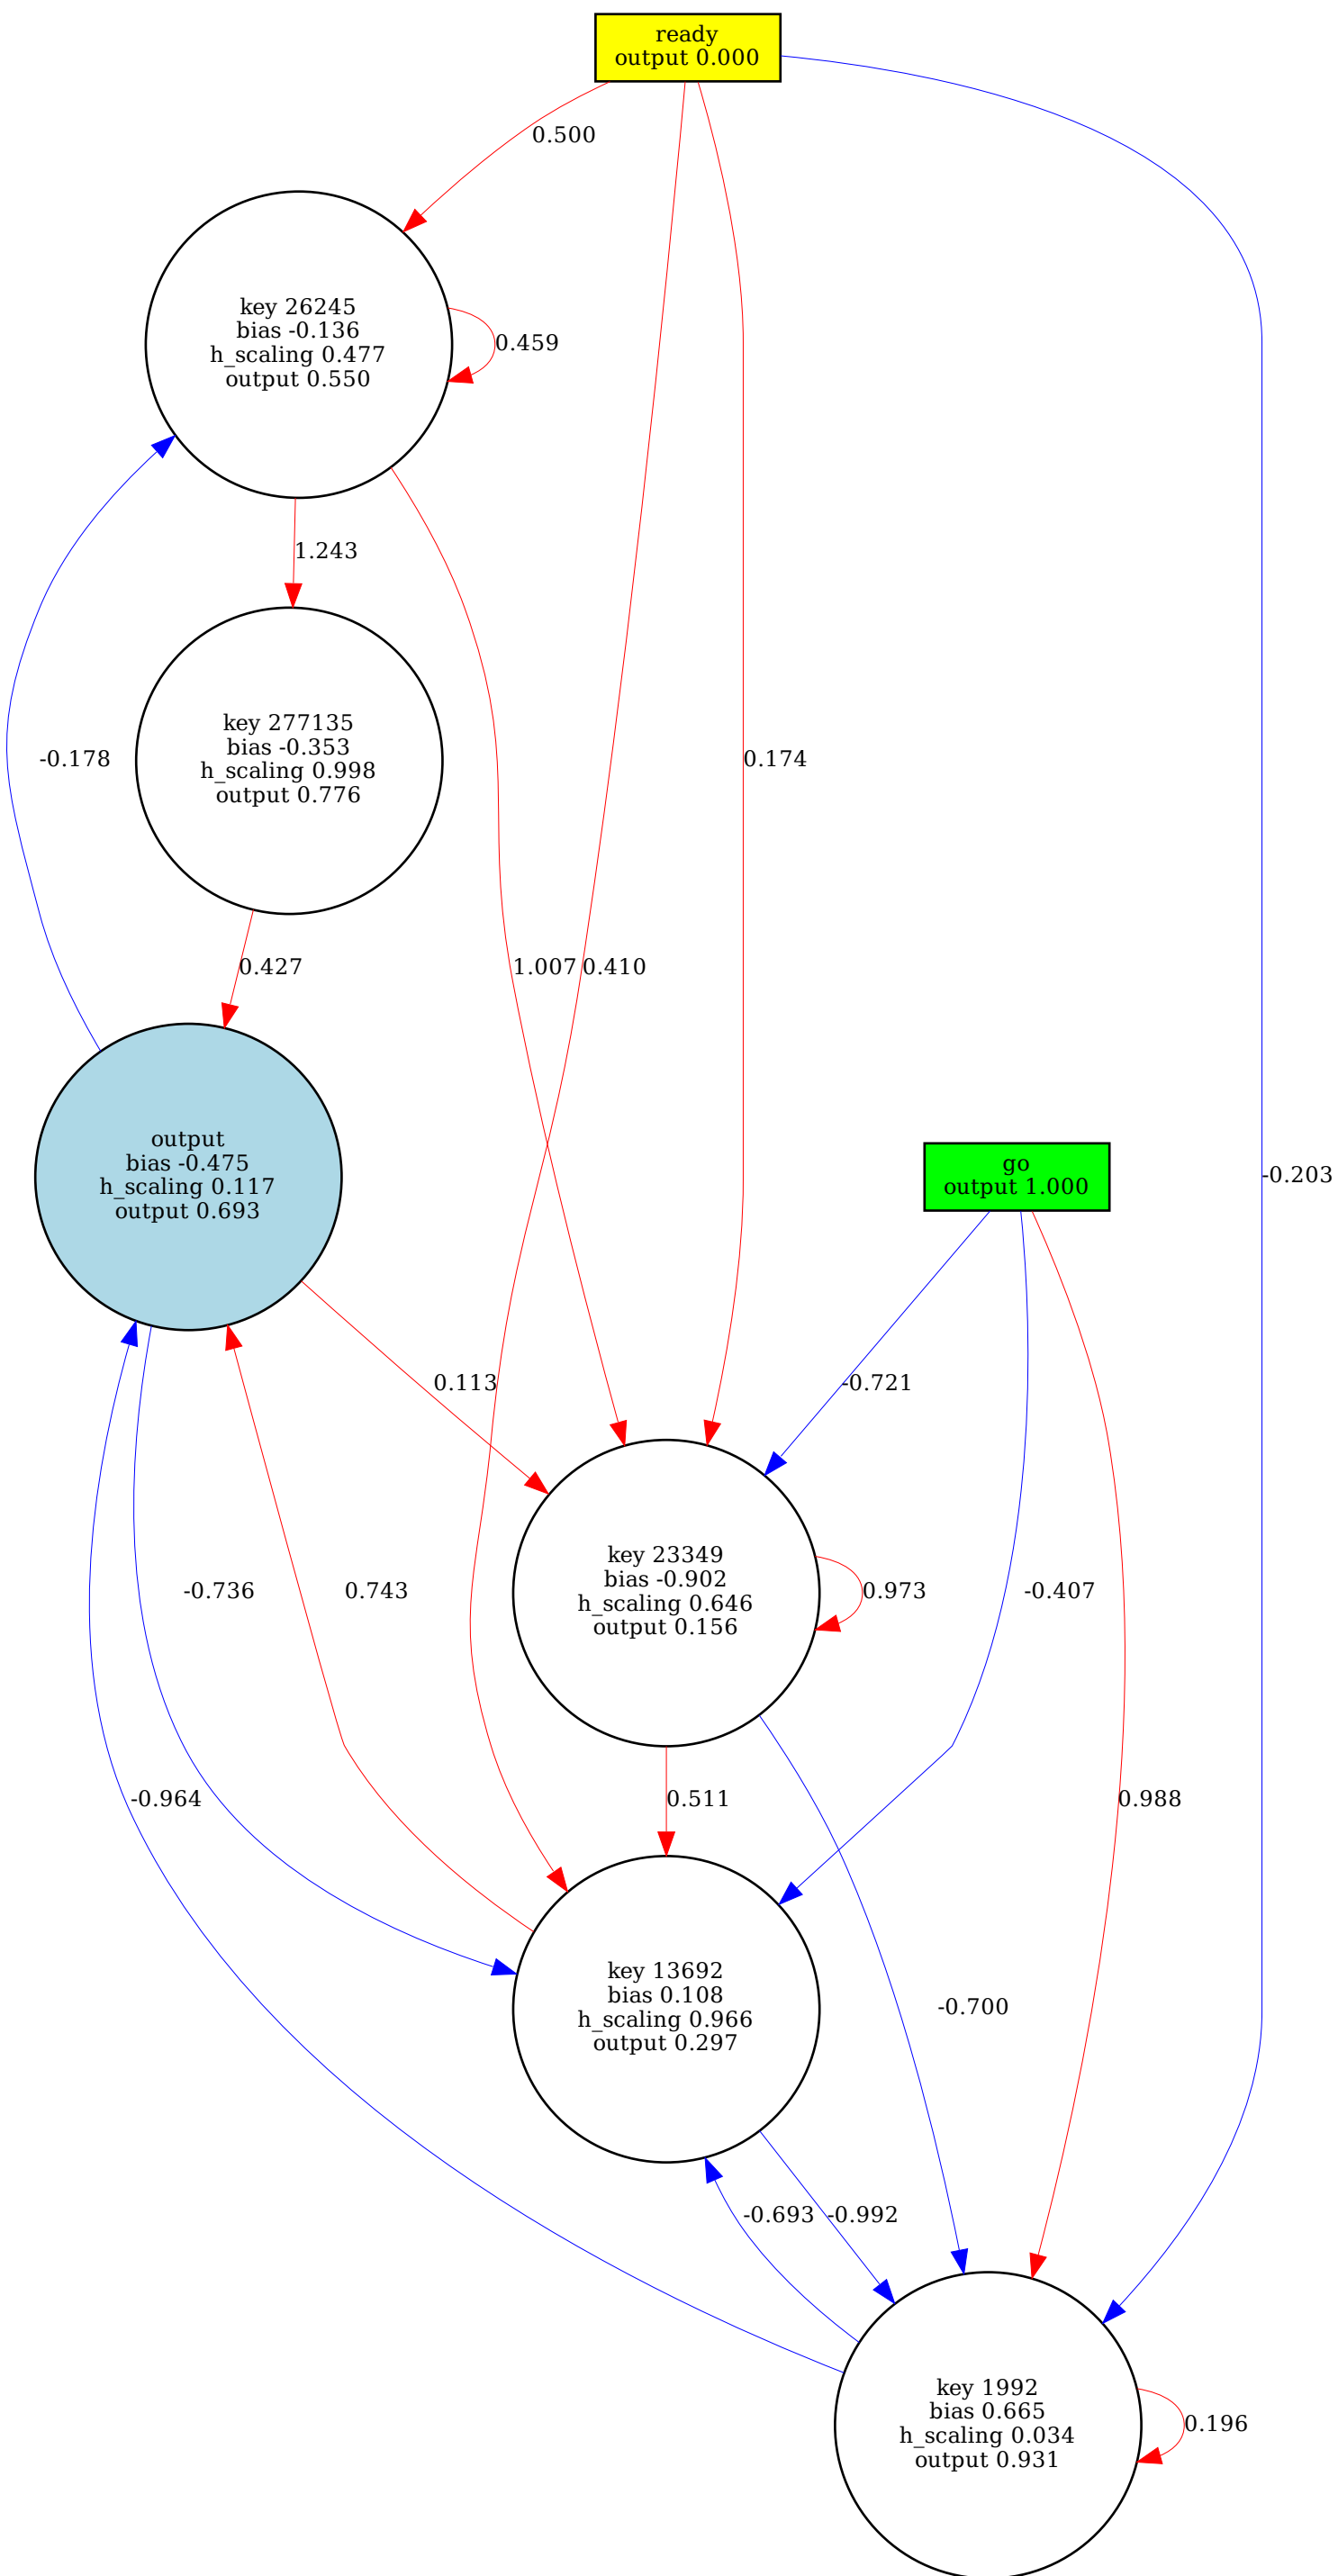 ready
output 0.000
0.500
key 26245
bias -0.136
h_scaling 0.477
output 0.550
0.459
1.243
key 277135
bias -0.353
h_scaling 0.998
output 0.776
-0.178
0.174
0.427
1.007
0.410
output
bias -0.475
h_scaling 0.117
output 0.693
go
output 1.000
-0.203
0.113
-0.721
key 23349
bias -0.902
h_scaling 0.646
output 0.156
-0.736
0.743
0.973
-0.407
-0.964
0.511
0.988
key 13692
bias 0.108
h_scaling 0.966
output 0.297
-0.700
-0.693
-0.992
key 1992
bias 0.665
h_scaling 0.034
output 0.931
0.196